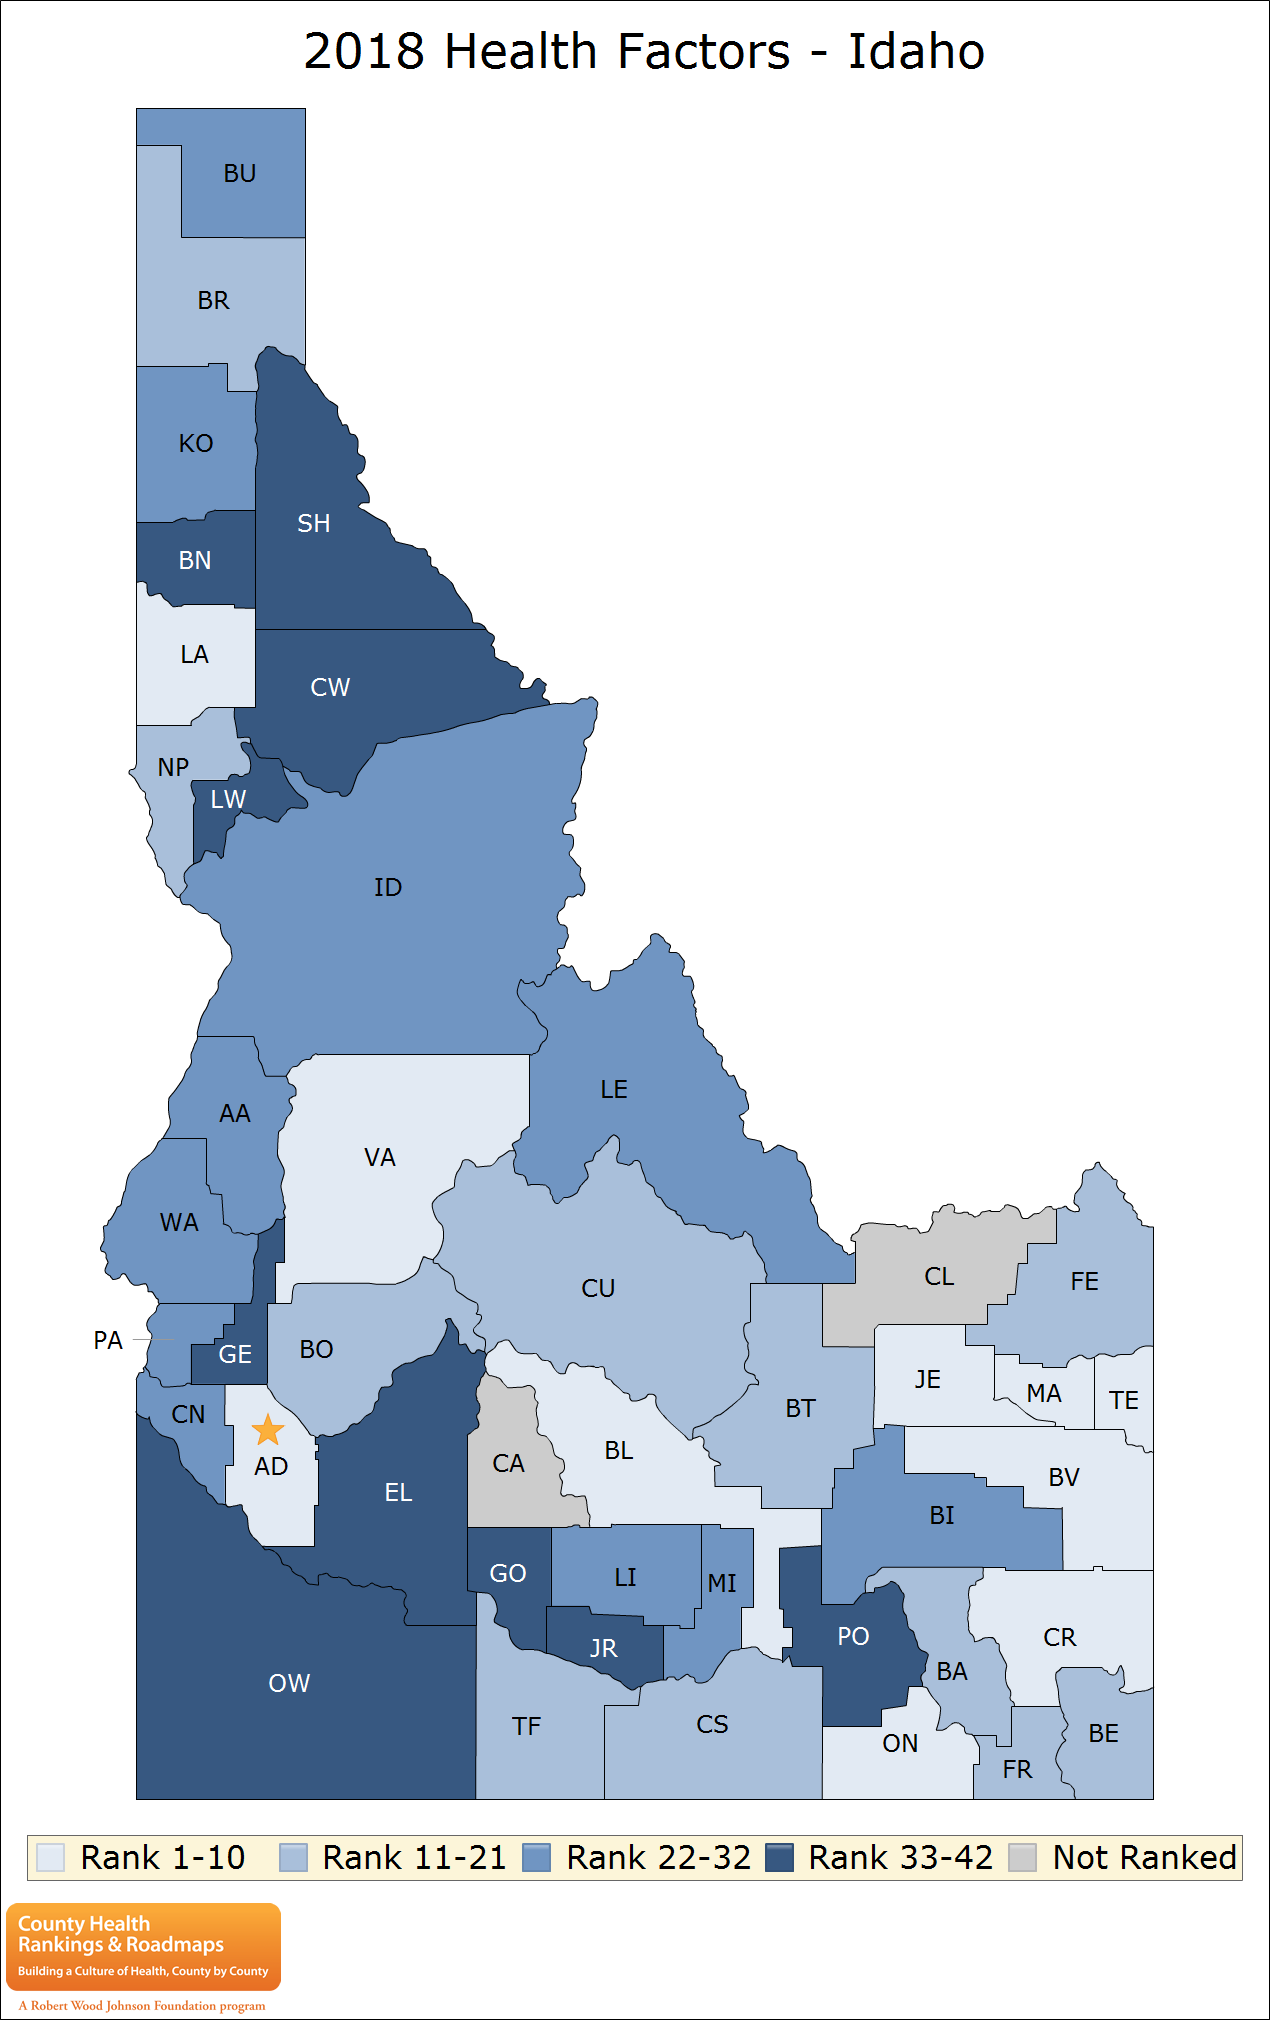 2018 Health Factors - Idaho
BU
BR
KO
SH
BN
LA
CW
NP
LW
ID
LE
AA
VA
WA
CL
FE
CU
PA
GE
BO
JE
MA
TE
BT
CN
AD
BL
CA
BV
EL
BI
GO
LI
MI
PO
CR
JR
BA
OW
TF
CS
BE
ON
FR
Rank 1-10 Rank 11-21 Rank 22-32 Rank 33-42 Not Ranked
County Health
Rankings & Roadmaps
Building a Culture of Health, County by County
A Robert Wood Johnson Foundation program